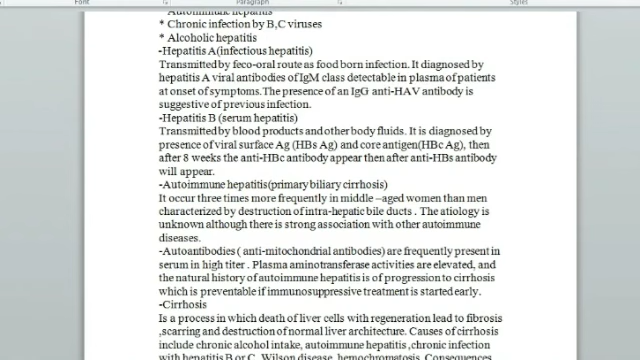 Font Paragraph Styles
* Autoimmune hepatitis
* Chronic infection by B,C viruses
* Alcoholic hepatitis
-Hepatitis A(infectious hepatitis)
Transmitted by feco-oral route as food born infection. It diagnosed by
hepatitis A viral antibodies of IgM class detectable in plasma of patients
at onset of symptoms.The presence of an IgG anti-HAV antibody is
suggestive of previous infection.
-Hepatitis B (serum hepatitis)
Transmitted by blood products and other body fluids. It is diagnosed by
presence of viral surface Ag (HBs Ag) and core antigen(HBc Ag), then
after 8 weeks the anti-HBc antibody appear then after anti-HBs antibody
will appear.
-Autoimmune hepatitis(primary biliary cirrhosis)
It occur three times more frequently in middle –aged women than men
characterized by destruction of intra-hepatic bile ducts . The atiology is
unknown although there is strong association with other autoimmune
diseases.
-Autoantibodies ( anti-mitochondrial antibodies) are frequently present in
serum in high titer . Plasma aminotransferase activities are elevated, and
the natural history of autoimmune hepatitis is of progression to cirrhosis
which is preventable if immunosuppressive treatment is started early.
-Cirrhosis
Is a process in which death of liver cells with regeneration lead to fibrosis
,scarring and destruction of normal liver architecture. Causes of cirrhosis
include chronic alcohol intake, autoimmune hepatitis ,chronic infection
with hepatitis B or C, Wilson disease, hemochromatosis. Consequences